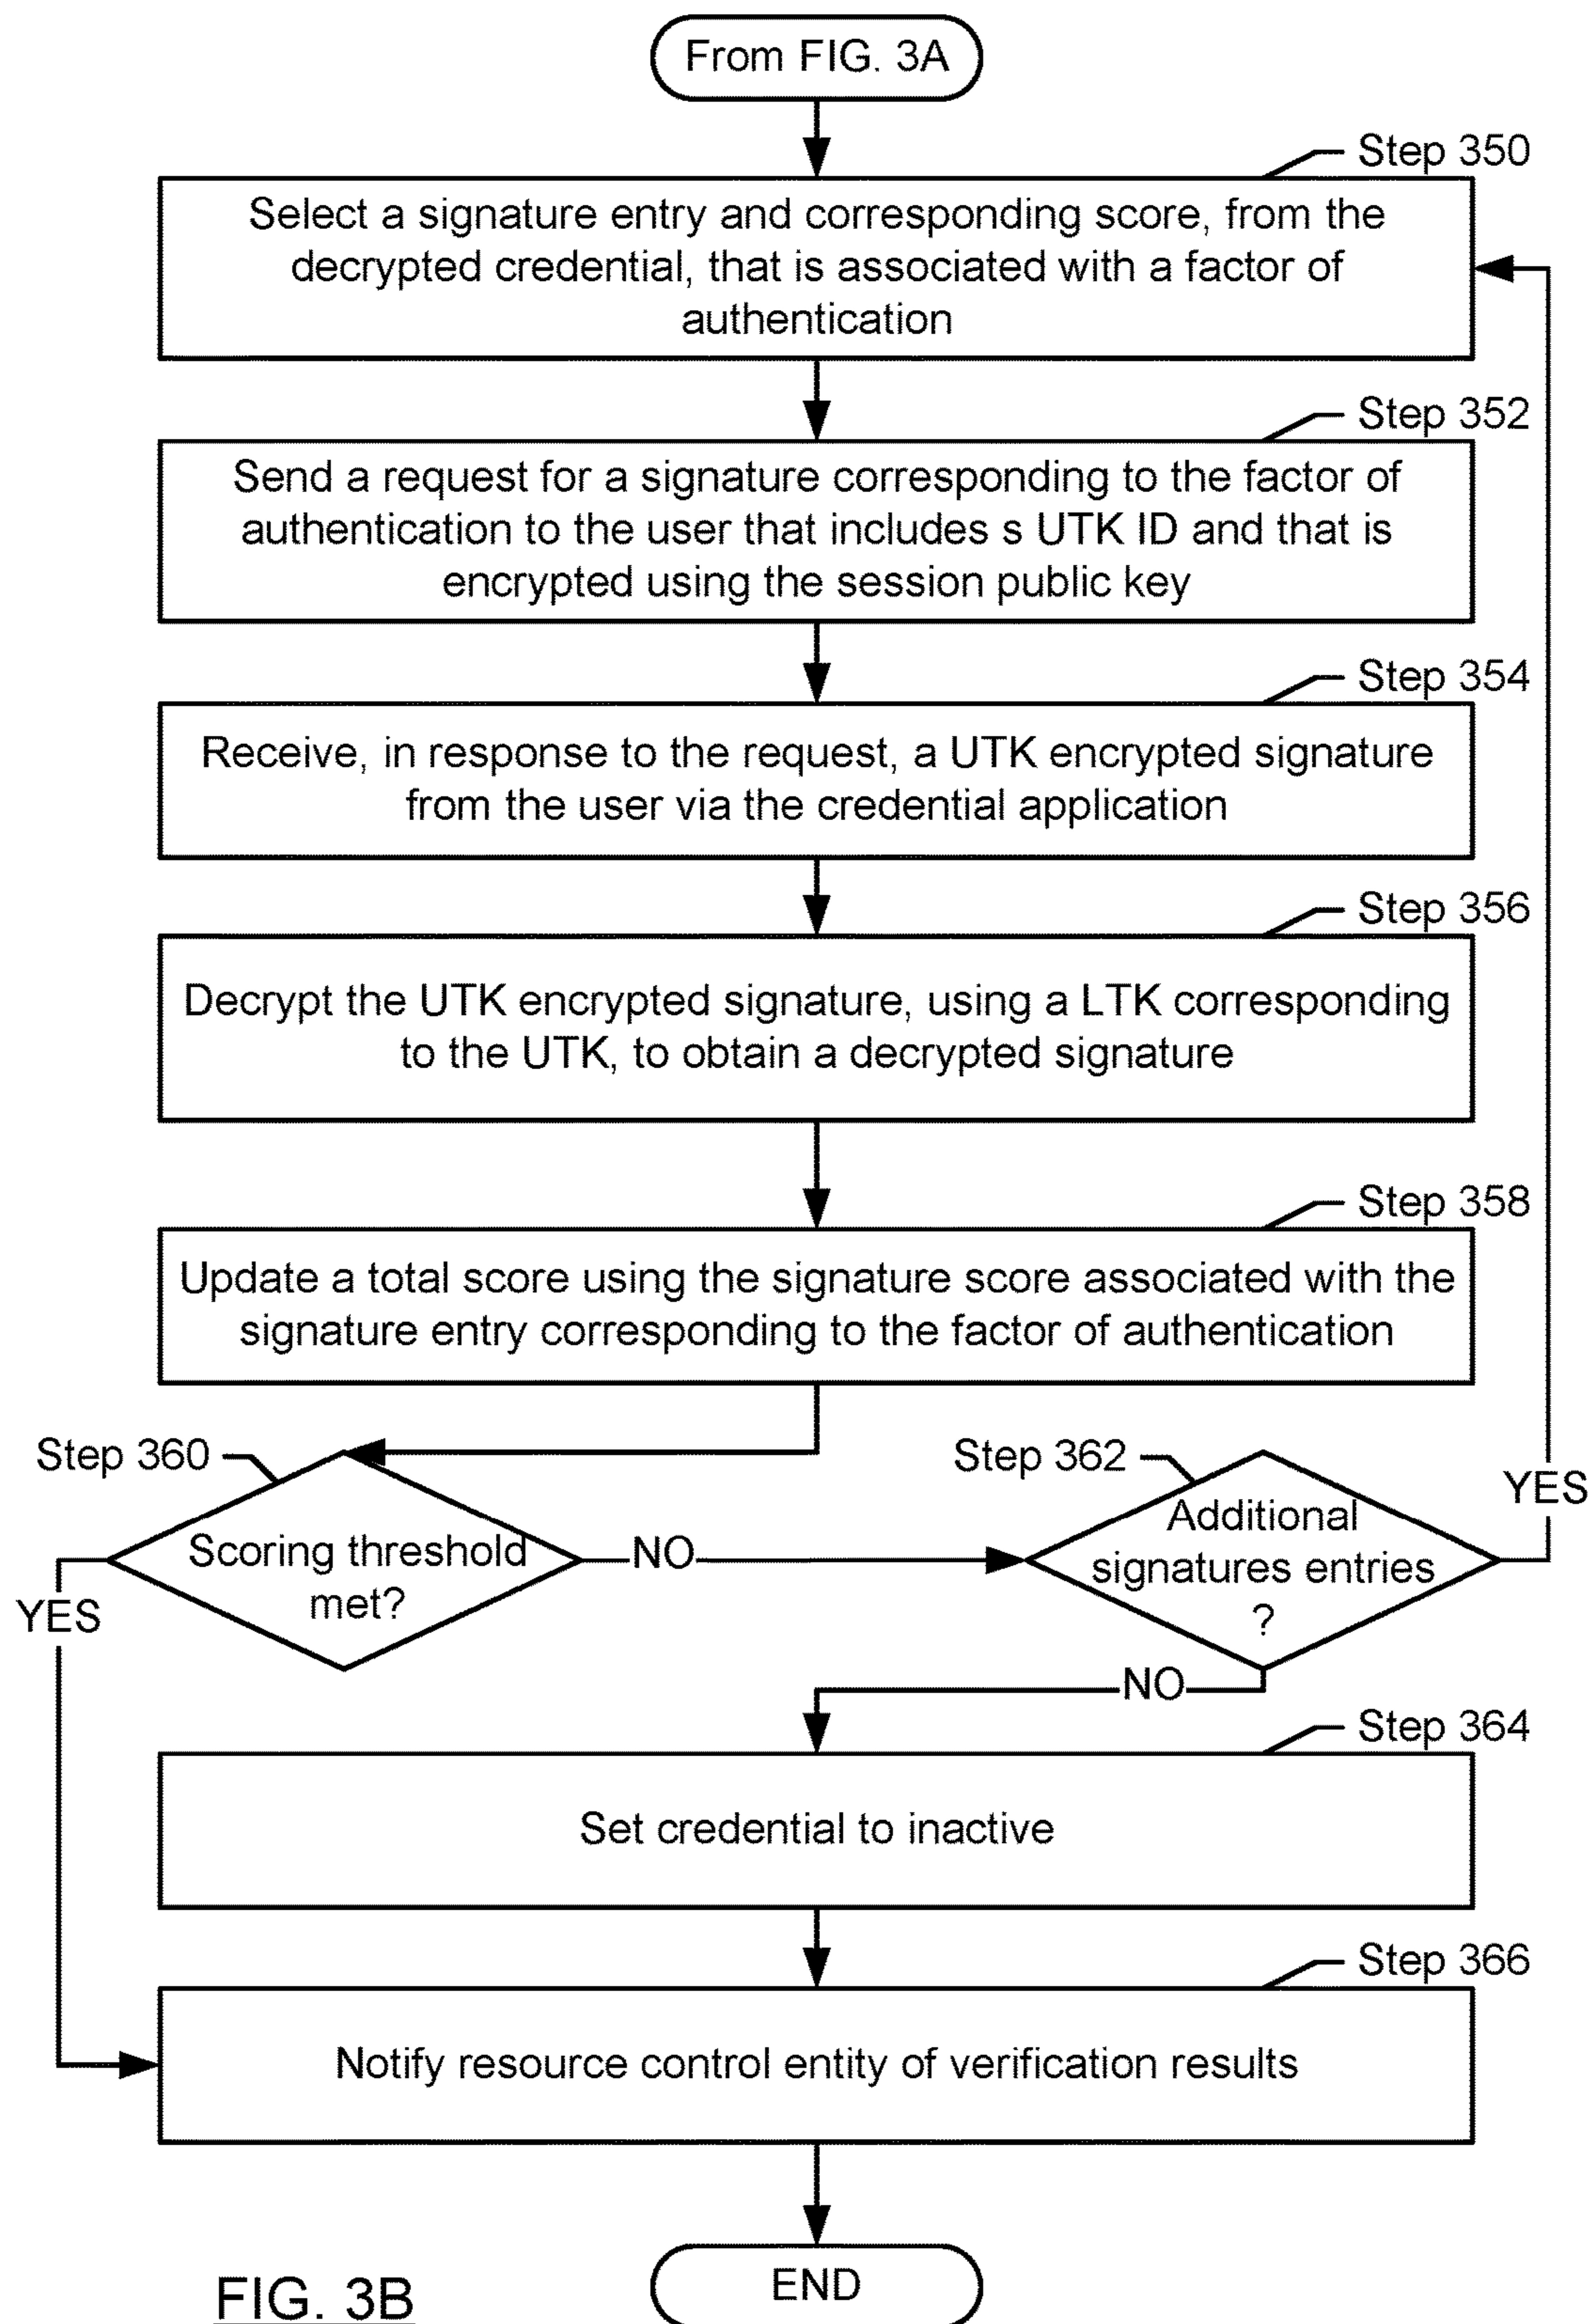 From FIG. 3A
Step 350
Select a signature entry and corresponding score, from the
decrypted credential, that is associated with a factor of
authentication
Step 352
Send a request for a signature corresponding to the factor of
authentication to the user that includes s UTK ID and that is
encrypted using the session public key
Step 354
Receive, in response to the request, a UTK encrypted signature
from the user via the credential application
Step 356
Decrypt the UTK encrypted signature, using a LTK corresponding
to the UTK, to obtain a decrypted signature
Step 358
Update a total score using the signature score associated with the
signature entry corresponding to the factor of authentication
Step 360
Scoring threshold
met?
YES
NO
Step 362
Additional
signatures entries
?
YES
NO
Step 364
Set credential to inactive
Step 366
Notify resource control entity of verification results
END
FIG. 3B